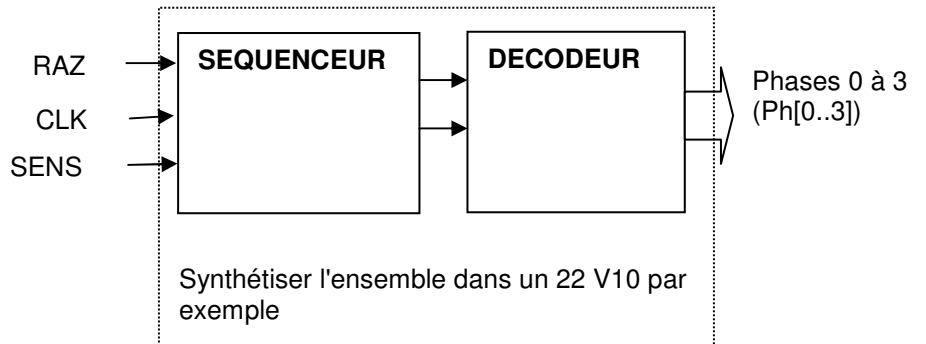 RAZ
CLK
SENS
SEQUENCEUR
DECODEUR
Phases 0 à 3
(Ph[0..3])
Synthétiser l'ensemble dans un 22 V10 par
exemple